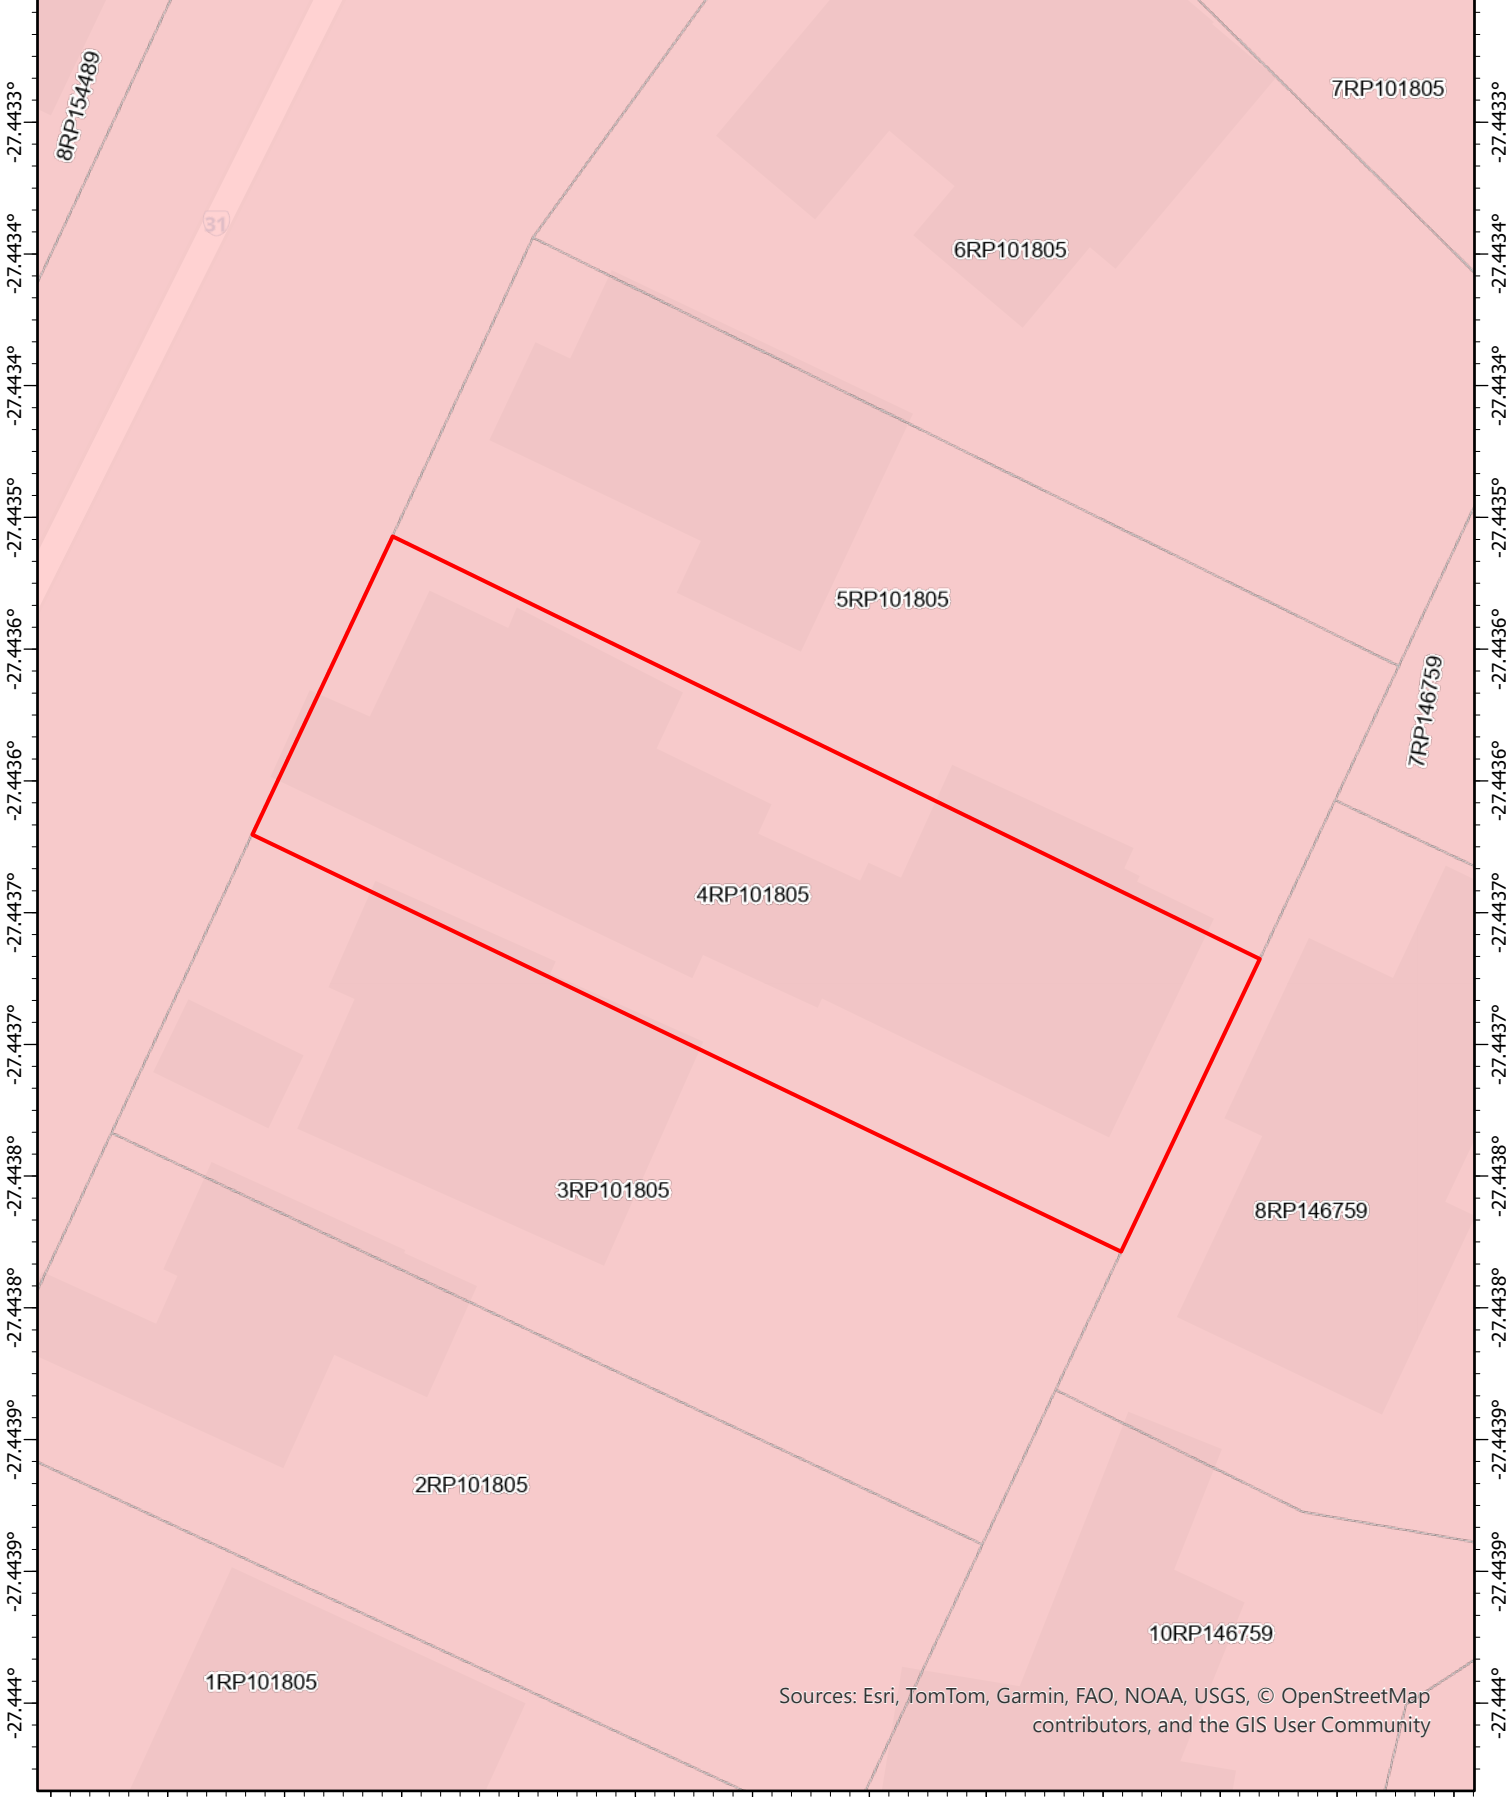 7RP101805
8RP154489
31
6RP101805
5RP101805
7RP146759
4RP101805
3RP101805
8RP146759
2RP101805
10RP146759
1RP101805
Sources: Esri, TomTom, Garmin, FAO, NOAA, USGS, © OpenStreetMap
contributors, and the GIS User Community
-27.4433°
-27.4434°
-27.4434°
-27.4435°
-27.4436°
-27.4436°
-27.4437°
-27.4437°
-27.4438°
-27.4438°
-27.4439°
-27.4439°
-27.444°
-27.4433°
-27.4434°
-27.4434°
-27.4435°
-27.4436°
-27.4436°
-27.4437°
-27.4437°
-27.4438°
-27.4438°
-27.4439°
-27.4439°
-27.444°